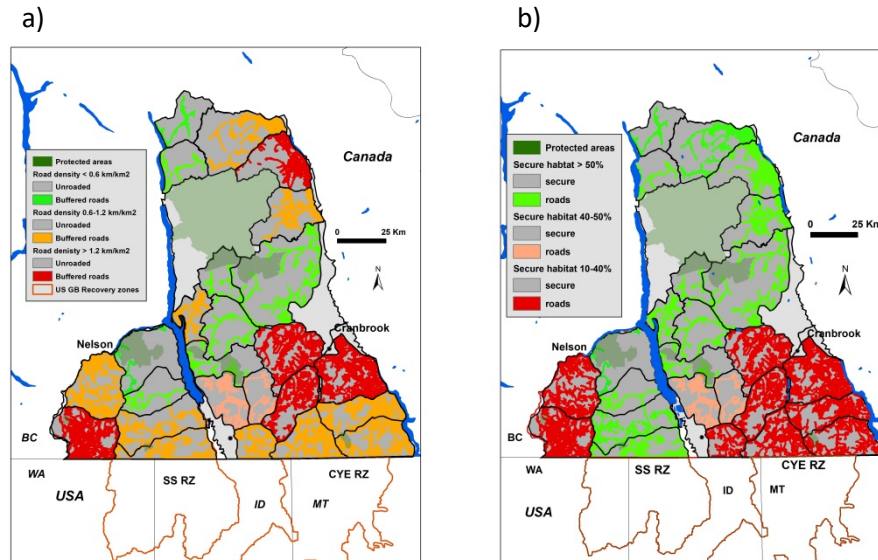 a)
Canada
Protected areas
Road density < 0.6 km/km2
Unroaded
Buffered roads
Road density 0.6-1.2 km/km2
Unroaded
Buffered roads
Road denisty > 1.2 km/km2
Unroaded
Buffered roads
US GB Recovery zones
0 25 Km
N
Nelson
Cranbrook
BC
WA
USA
SS RZ
ID
MT
CYE RZ
b)
Canada
Protected areas
Secure habtat > 50%
secure
roads
Secure habitat 40-50%
secure
roads
Secure habitat 10-40%
secure
roads
0 25 Km
N
Nelson
Cranbrook
BC
WA
USA
SS RZ
ID
MT
CYE RZ